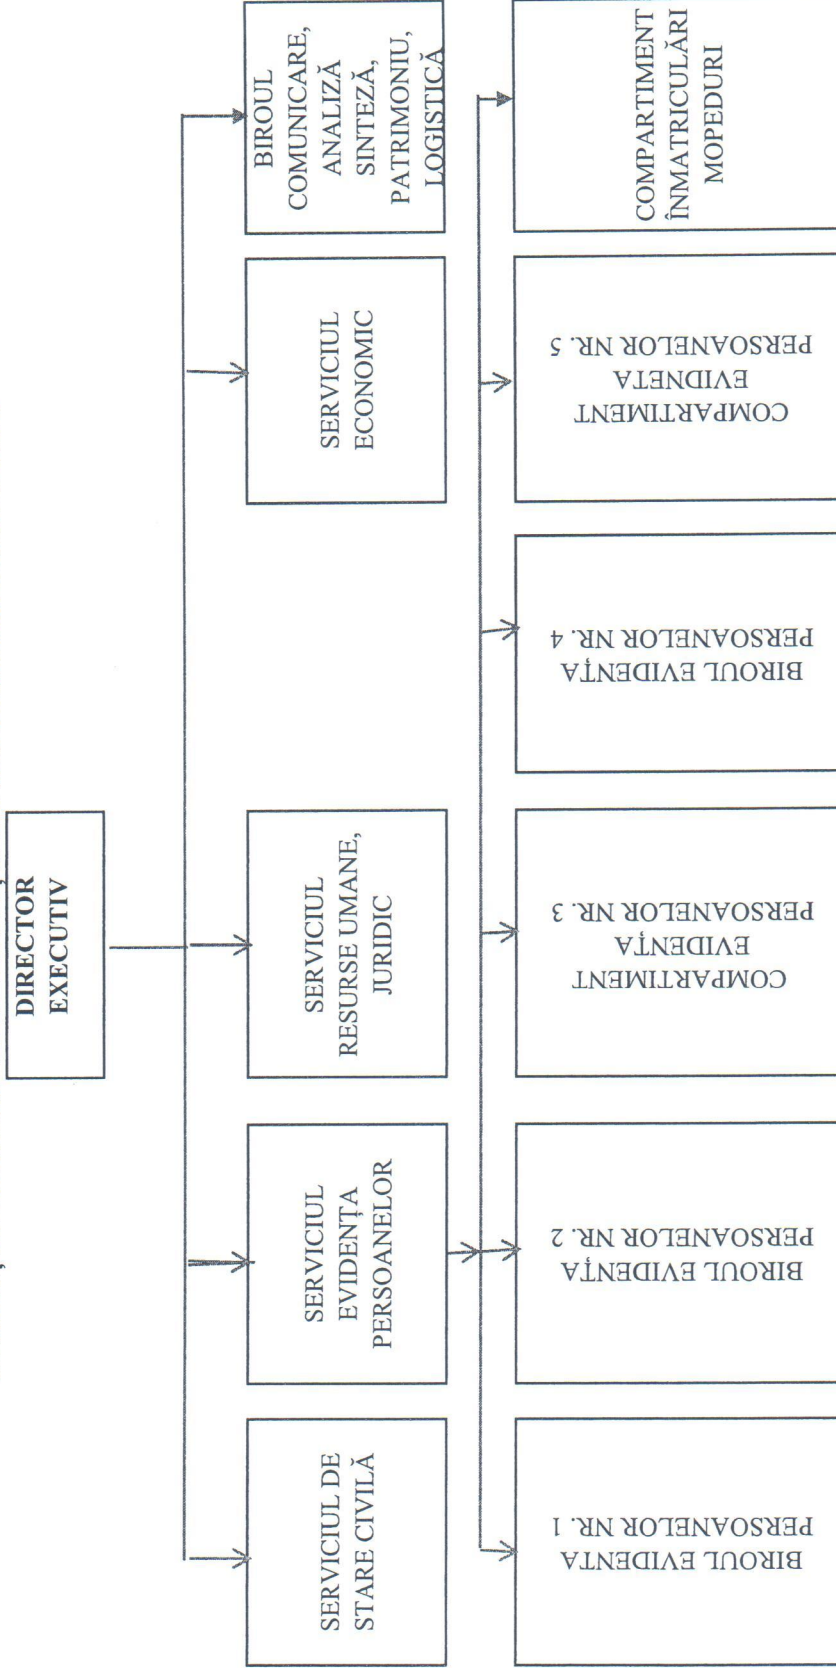 DIRECTOR
EXECUTIV
SERVICIUL DE
STARE CIVILĂ
SERVICIUL
EVIDENȚA
PERSOANELOR
SERVICIUL
RESURSE UMANE,
JURIDIC
SERVICIUL
ECONOMIC
BIROUL
COMUNICARE,
ANALIZĂ
SINTEZĂ,
PATRIMONIU,
LOGISTICĂ
BIROUL EVIDENTA
PERSOANELOR NR. 1
BIROUL EVIDENȚA
PERSOANELOR NR. 2
COMPARTIMENT
EVIDENȚA
PERSOANELOR NR. 3
BIROUL EVIDENȚA
PERSOANELOR NR. 4
COMPARTIMENT
EVIDNETA
PERSOANELOR NR. 5
COMPARTIMENT
ÎNMATRICULĂRI
MOPEDURI